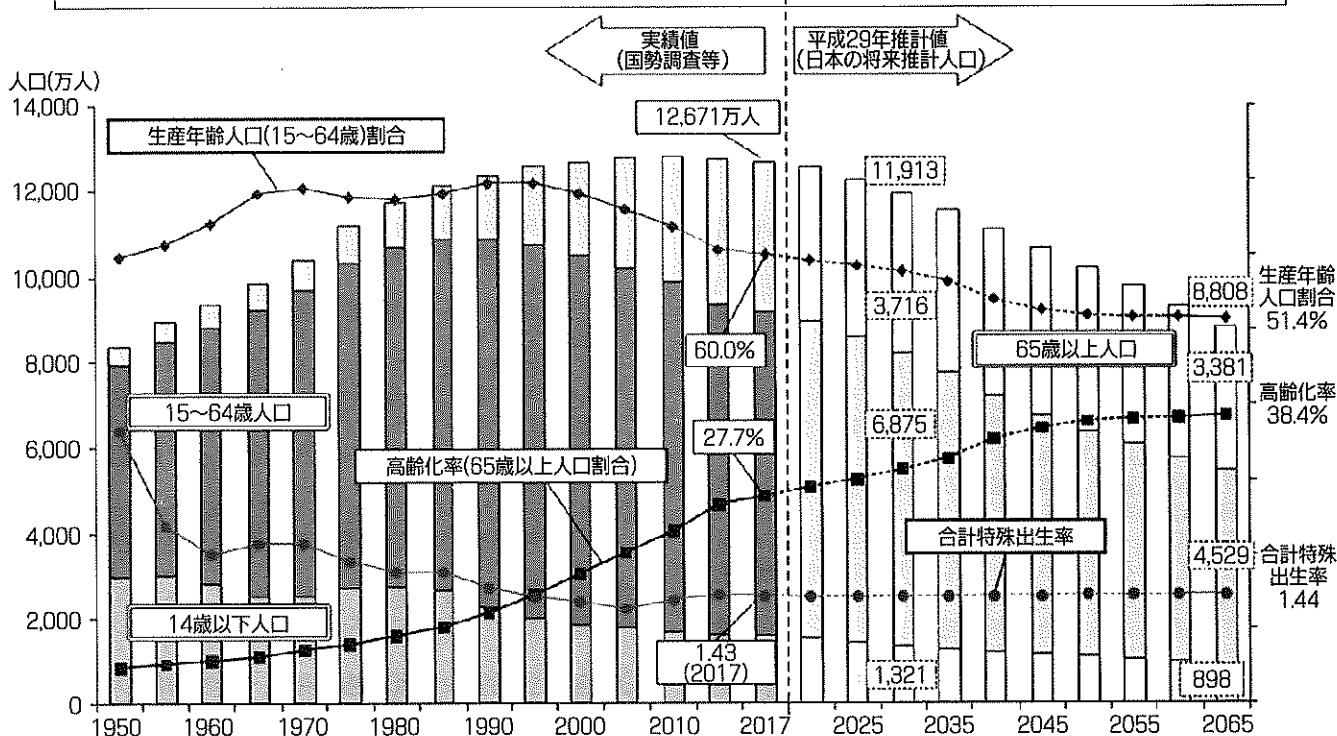 実績値
(国勢調査等)
平成29年推計値
(日本の将来推計人口)
人口(万人)
14,000
12,000
10,000
8,000
6,000
4,000
2,000
0
生産年齢人口(15～64歳)割合
12,671万人
11,913
3,716
6,875
1,321
60.0%
27.7%
15～64歳人口
高齢化率(65歳以上人口割合)
14歳以下人口
1.43
(2017)
65歳以上人口
合計特殊出生率
8,808
3,381
4,529
898
生産年齢
人口割合
51.4%
高齢化率
38.4%
合計特殊
出生率
1.44
1950 1960 1970 1980 1990 2000 2010 2017 2025 2035 2045 2055 2065